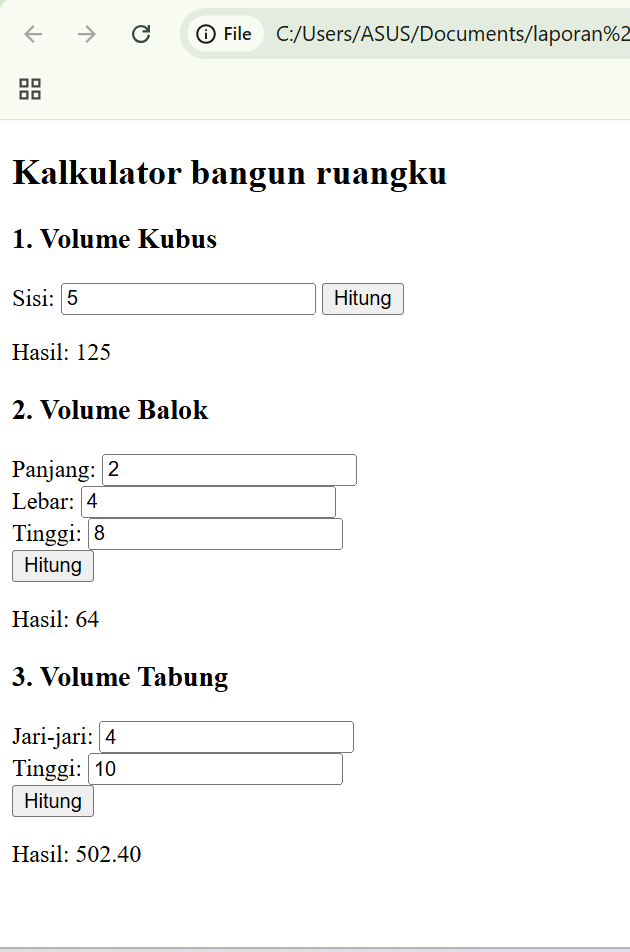 File C:/Users/ASUS/Documents/laporan%2
Kalkulator bangun ruangku
1. Volume Kubus
Sisi: 5 Hitung
Hasil: 125
2. Volume Balok
Panjang: 2
Lebar: 4
Tinggi: 8
Hitung
Hasil: 64
3. Volume Tabung
Jari-jari: 4
Tinggi: 10
Hitung
Hasil: 502.40